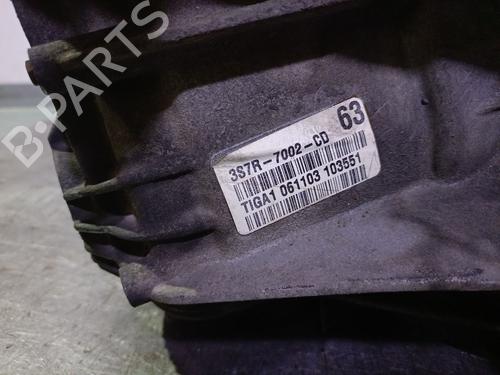 B-PARTS
63
3S7R-7002-CD
TIGA1 061103 103551